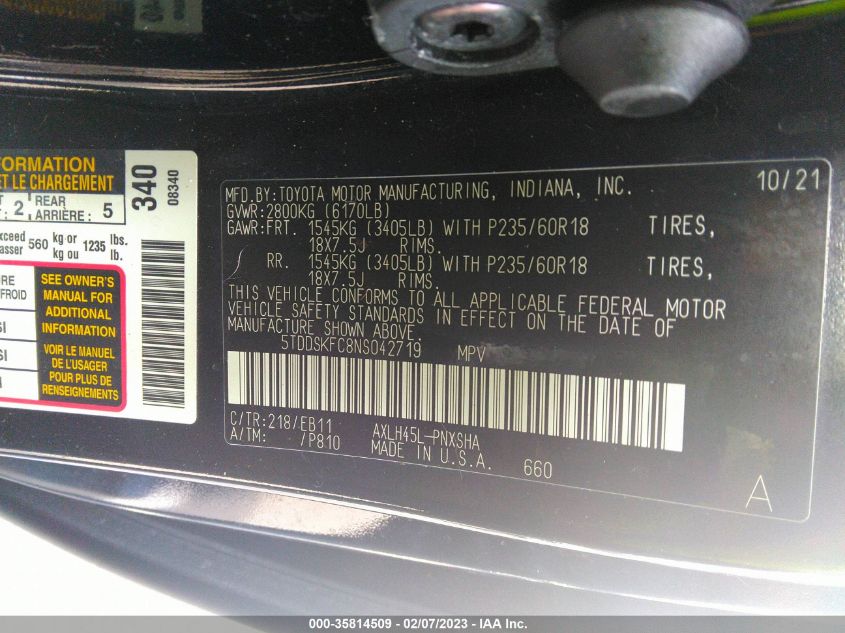 MFD.BY:TOYOTA MOTOR MANUFACTURING, INDIANA, INC. 10/21
GVWR:2800KG (6170LB)
GAWR:FRT. 1545KG (3405LB) WITH P235/60R18 TIRES,
18X7.5J RIMS.
RR. 1545KG (3405LB) WITH P235/60R18 TIRES,
18X7.5J RIMS.
THIS VEHICLE CONFORMS TO ALL APPLICABLE FEDERAL MOTOR
VEHICLE SAFETY STANDARDS IN EFFECT ON THE DATE OF
MANUFACTURE SHOWN ABOVE.
5TDDSKFC8NS042719 MPV
C/TR:218/EB11 AXLH45L-PNXSHA
A/TM: /P810 MADE IN U.S.A. 660
A
ORMATION
ET LE CHARGEMENT
2 REAR
ARRIÈRE: 5
340
08340
560 kg or 1235 lbs.
kg ou lb.
SEE OWNER'S
MANUAL FOR
ADDITIONAL
INFORMATION
VOIR LE MANUEL
DE L'USAGER
POUR PLUS DE
RENSEIGNEMENTS
000-35814509 - 02/07/2023 - IAA Inc.